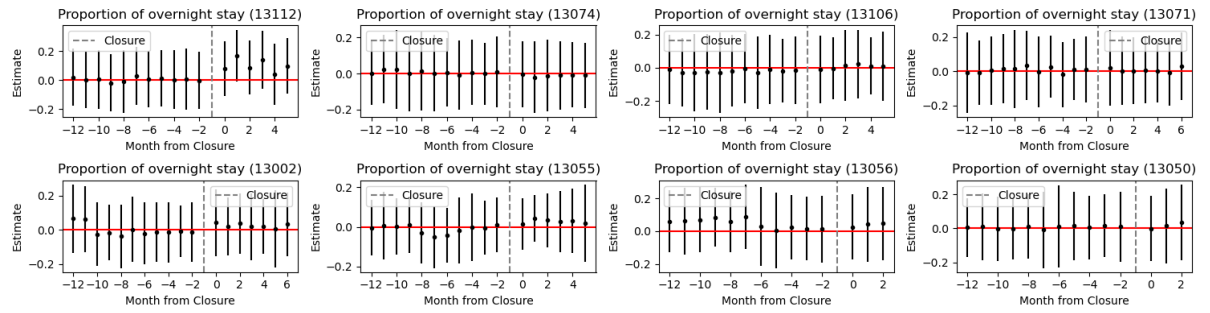 Proportion of overnight stay (13112)
Closure
Estimate
0.2
0.0
−0.2
−12 −10 −8 −6 −4 −2 0 2 4
Month from Closure
Proportion of overnight stay (13074)
Closure
Estimate
0.2
0.0
−0.2
−12 −10 −8 −6 −4 −2 0 2 4
Month from Closure
Proportion of overnight stay (13106)
Closure
Estimate
0.2
0.0
−0.2
−12 −10 −8 −6 −4 −2 0 2 4
Month from Closure
Proportion of overnight stay (13071)
Closure
Estimate
0.2
0.0
−0.2
−12 −10 −8 −6 −4 −2 0 2 4 6
Month from Closure
Proportion of overnight stay (13002)
Closure
Estimate
0.2
0.0
−0.2
−12 −10 −8 −6 −4 −2 0 2 4 6
Month from Closure
Proportion of overnight stay (13055)
Closure
Estimate
0.2
0.0
−0.2
−12 −10 −8 −6 −4 −2 0 2 4
Month from Closure
Proportion of overnight stay (13056)
Closure
Estimate
0.2
0.0
−0.2
−12 −10 −8 −6 −4 −2 0 2
Month from Closure
Proportion of overnight stay (13050)
Closure
Estimate
0.2
0.0
−0.2
−12 −10 −8 −6 −4 −2 0 2
Month from Closure